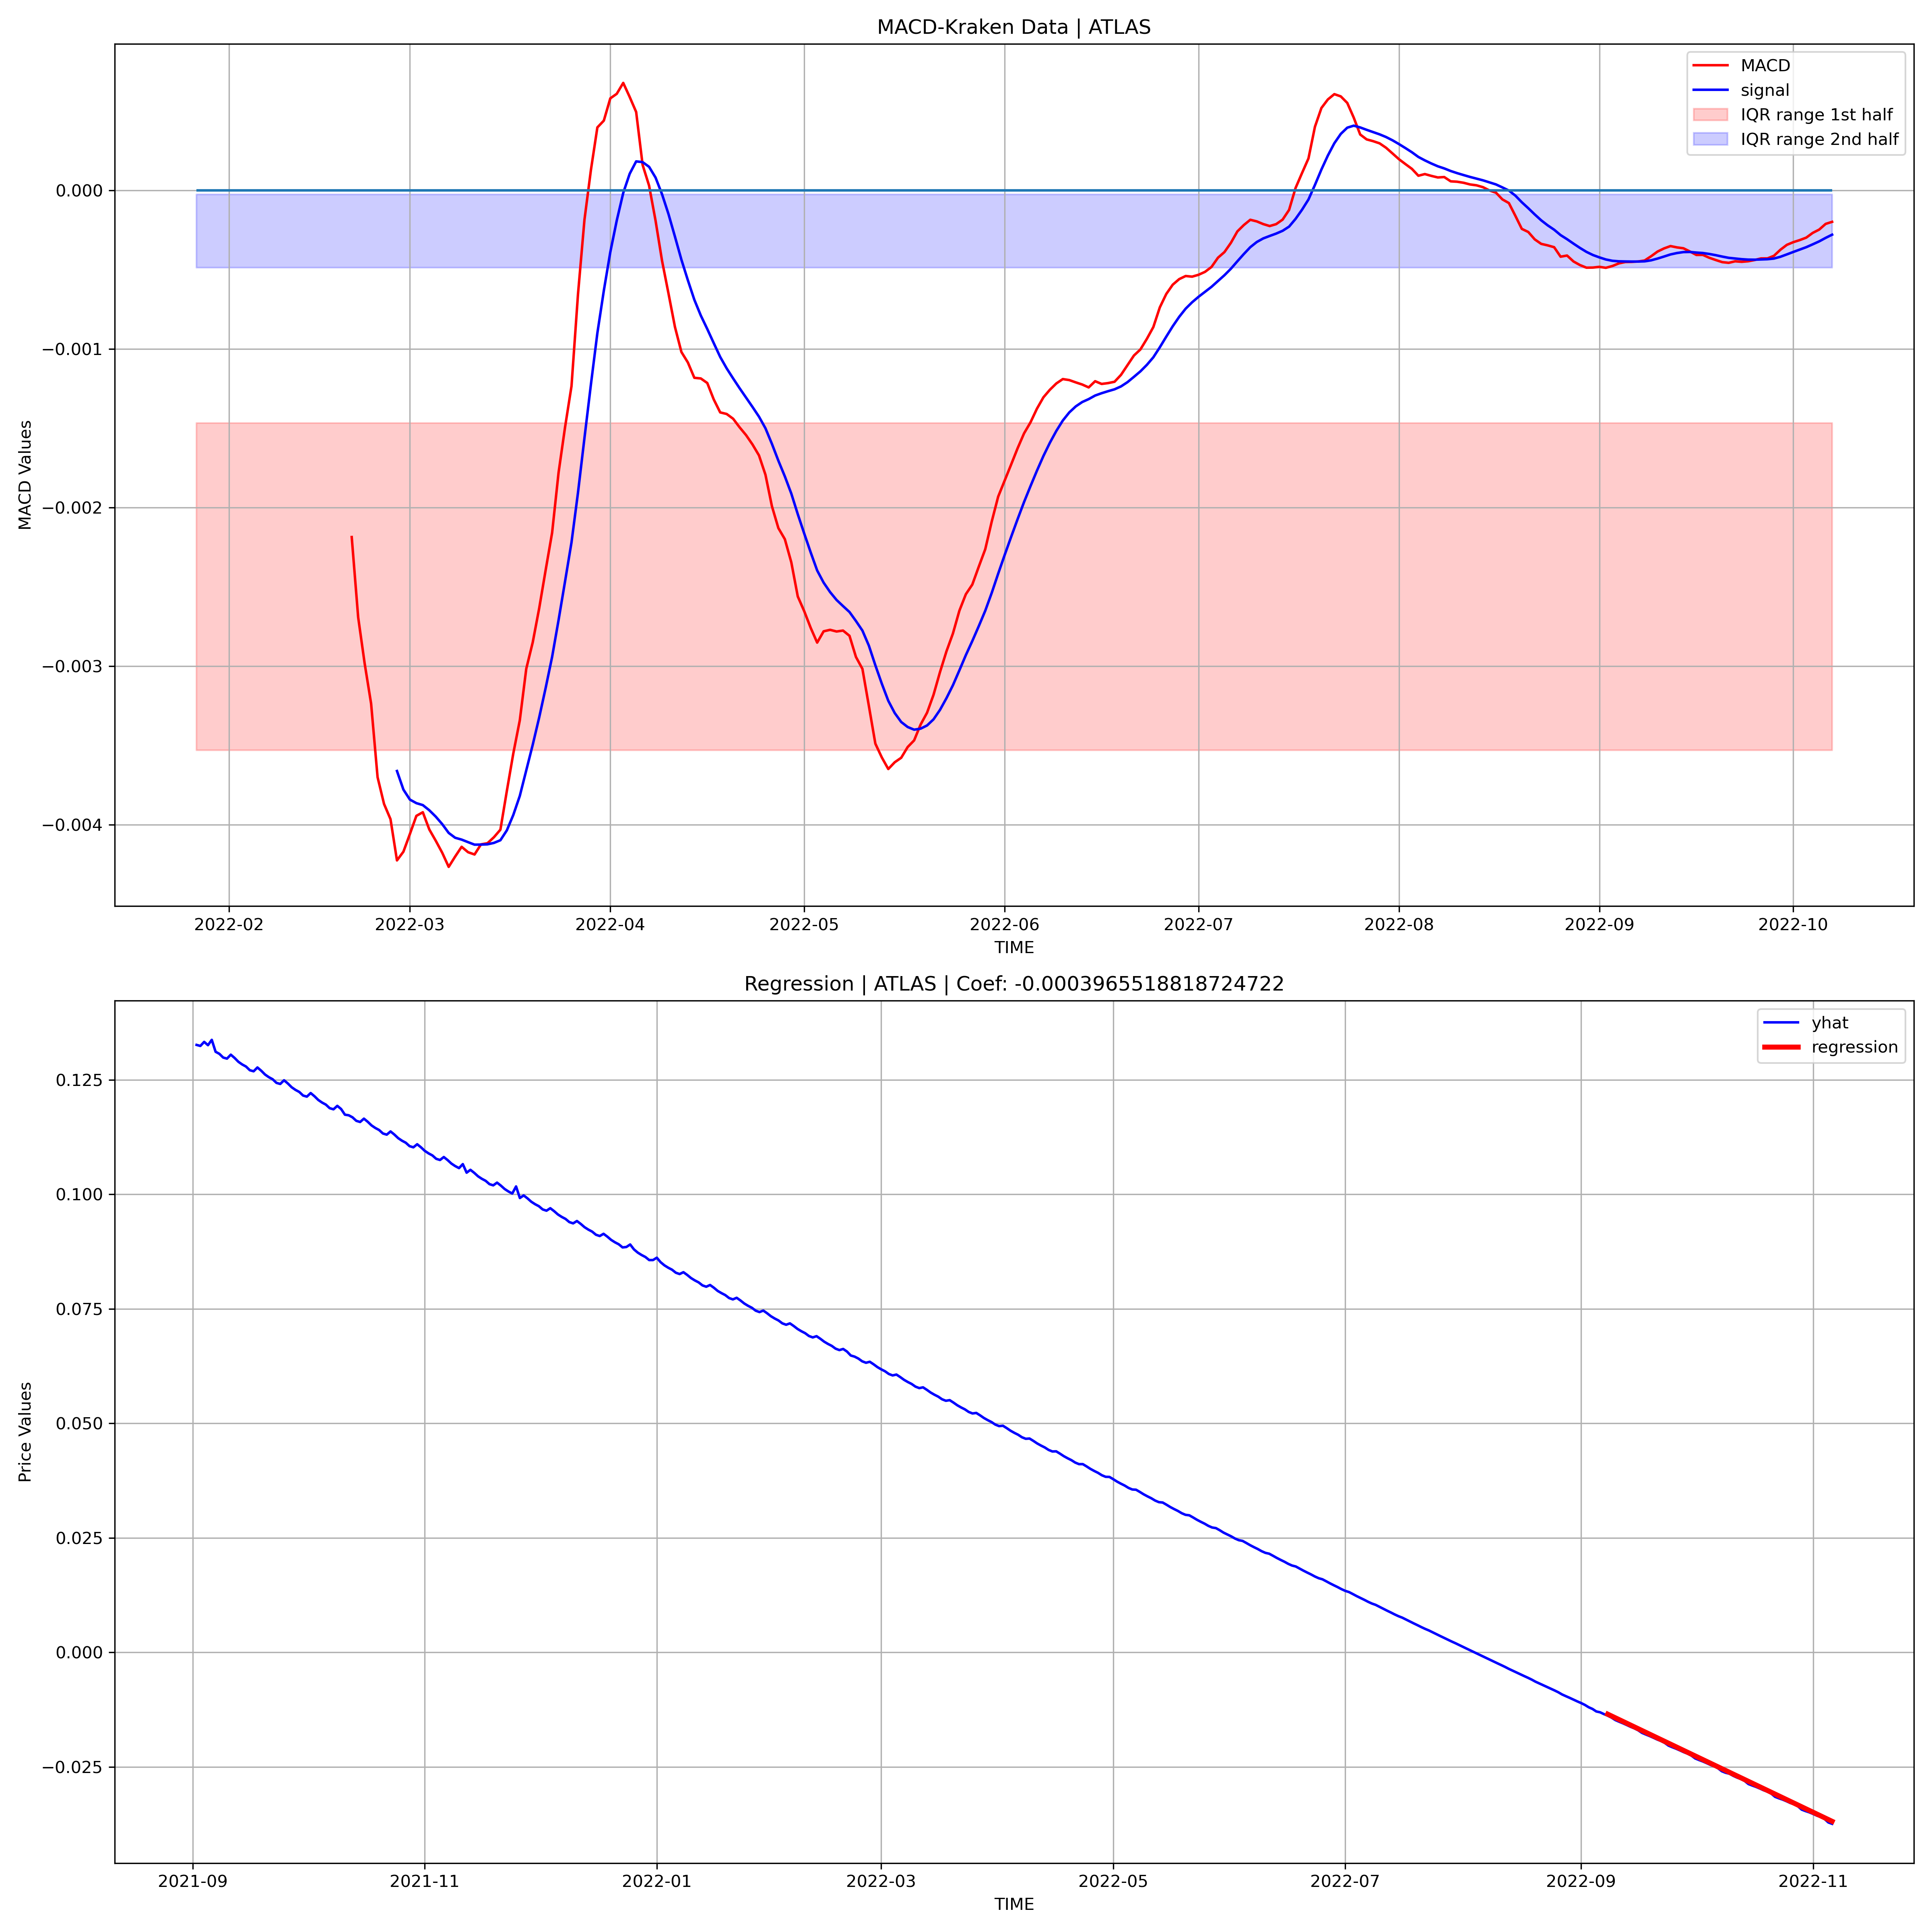 MACD-Kraken Data | ATLAS
MACD
signal
IQR range 1st half
IQR range 2nd half
0.000
−0.001
−0.002
−0.003
−0.004
MACD Values
2022-02 2022-03 2022-04 2022-05 2022-06 2022-07 2022-08 2022-09 2022-10
TIME
Regression | ATLAS | Coef: -0.0003965518818724722
yhat
regression
0.125
0.100
0.075
0.050
0.025
0.000
−0.025
Price Values
2021-09 2021-11 2022-01 2022-03 2022-05 2022-07 2022-09 2022-11
TIME